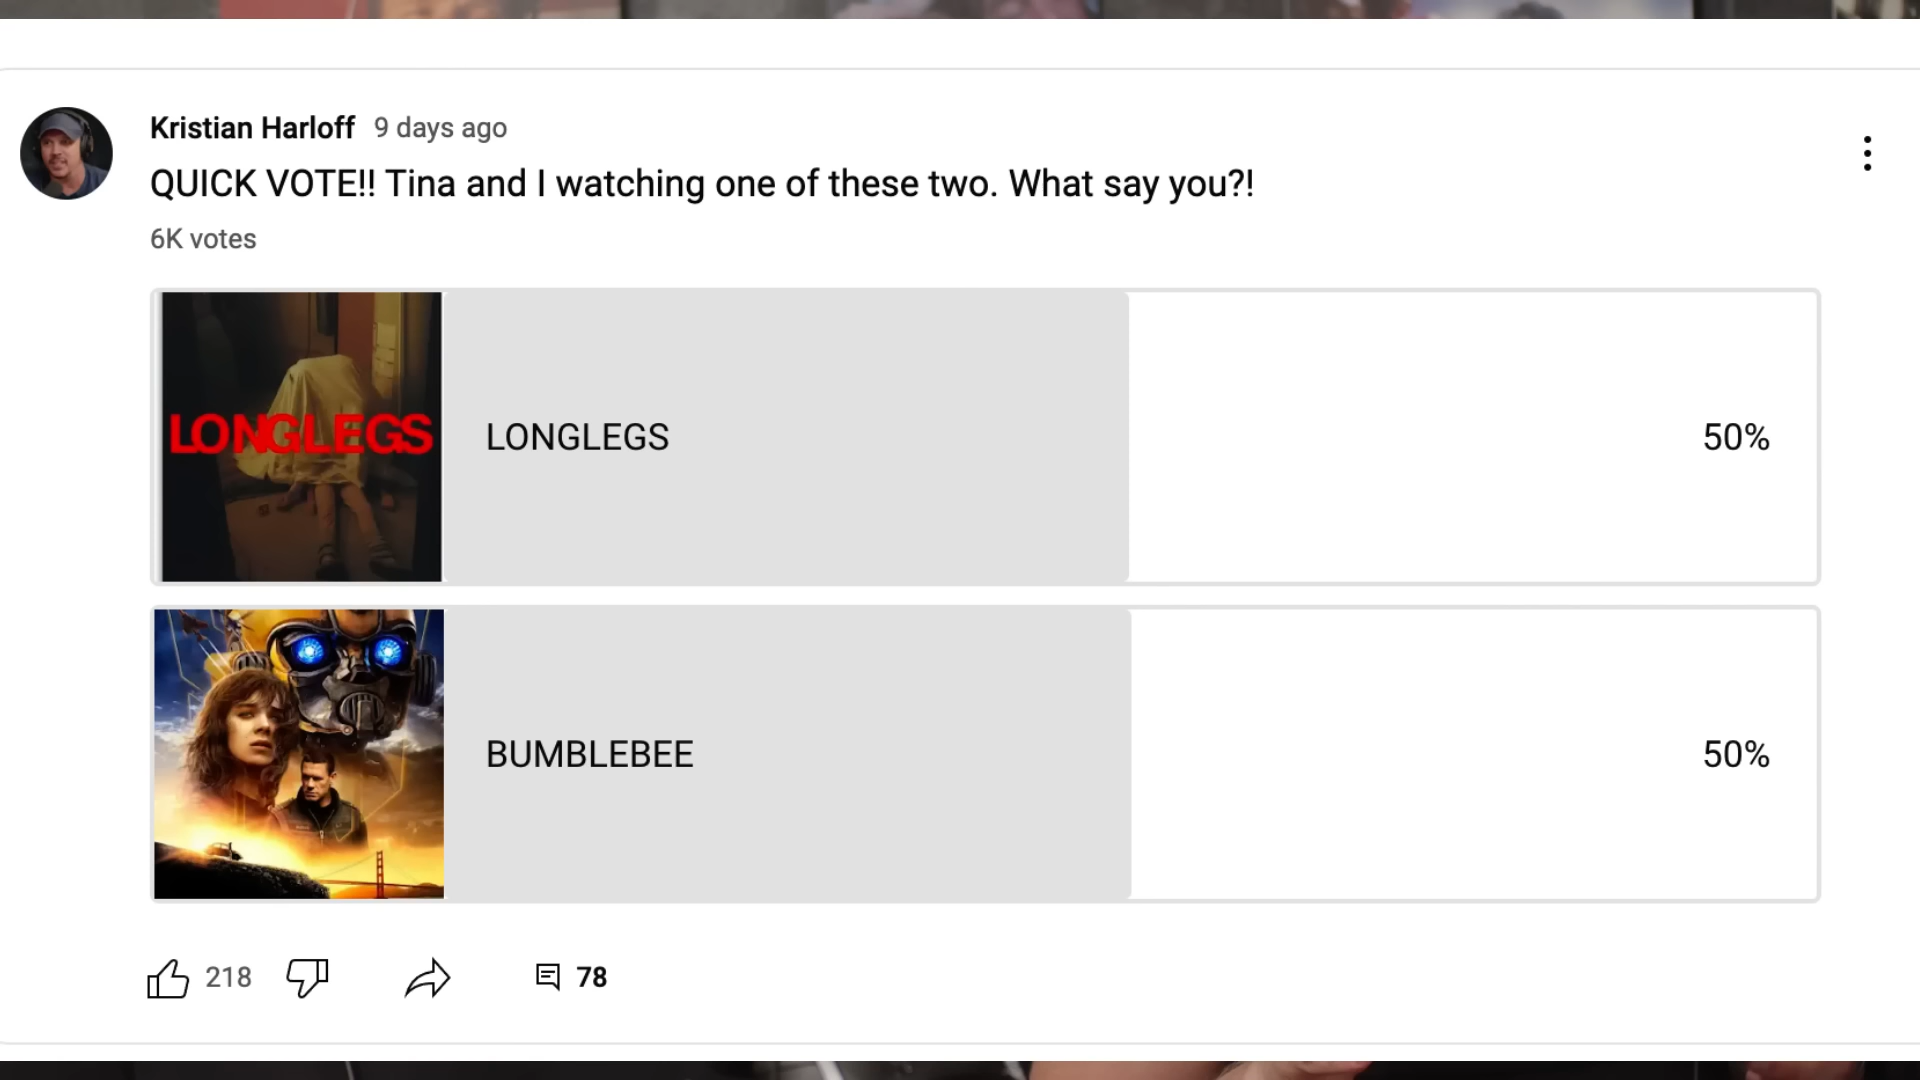 Kristian Harloff 9 days ago
QUICK VOTE!! Tina and I watching one of these two. What say you?!
6K votes
LONGLEGS
LONGLEGS
50%
BUMBLEBEE
50%
218
78